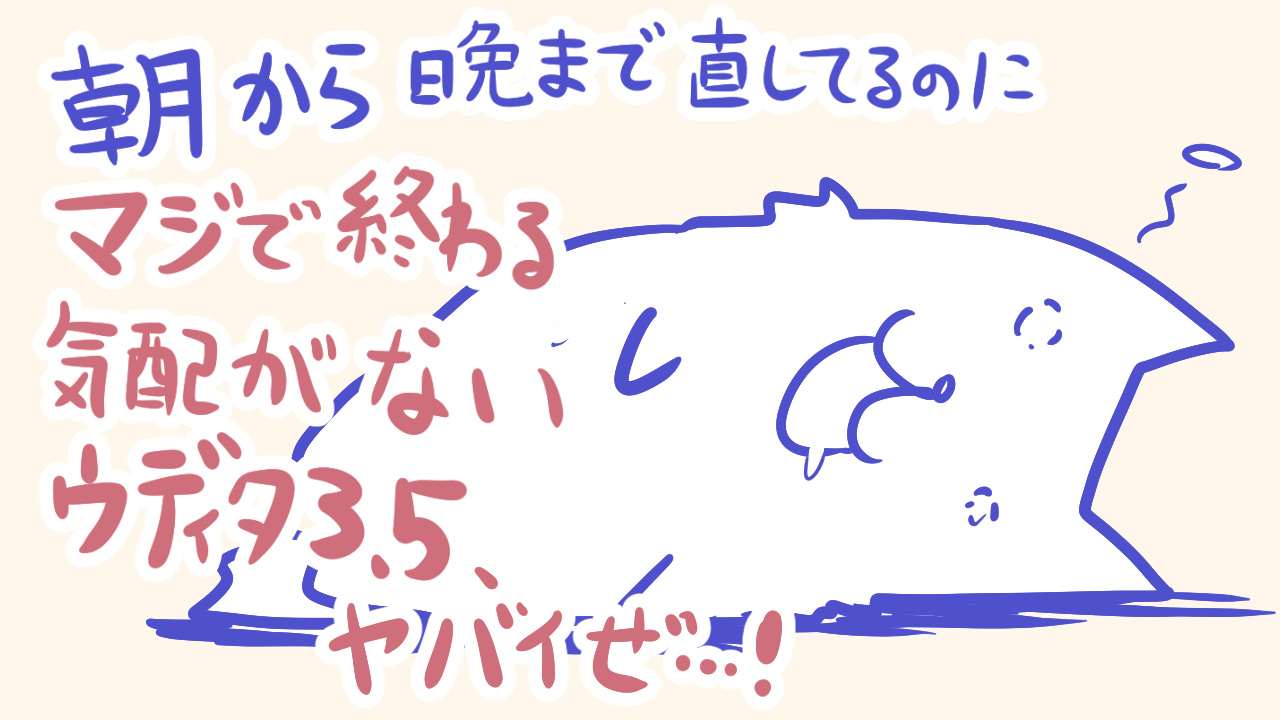 朝から晩まで直してるのに
マジで終わる
気配がない
ウディタ3.5、
ヤバイぜ…!